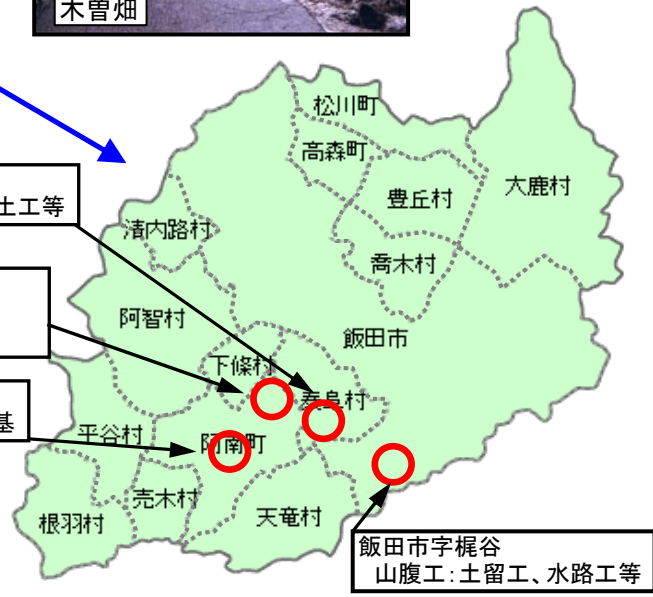 木曽畑
松川町
高森町
豊丘村
大鹿村
土工等
清内路村
喬木村
阿智村
飯田市
下條村
泰阜村
基
平谷村
阿南町
売木村
天竜村
根羽村
飯田市字梶谷
山腹工:土留工、水路工等